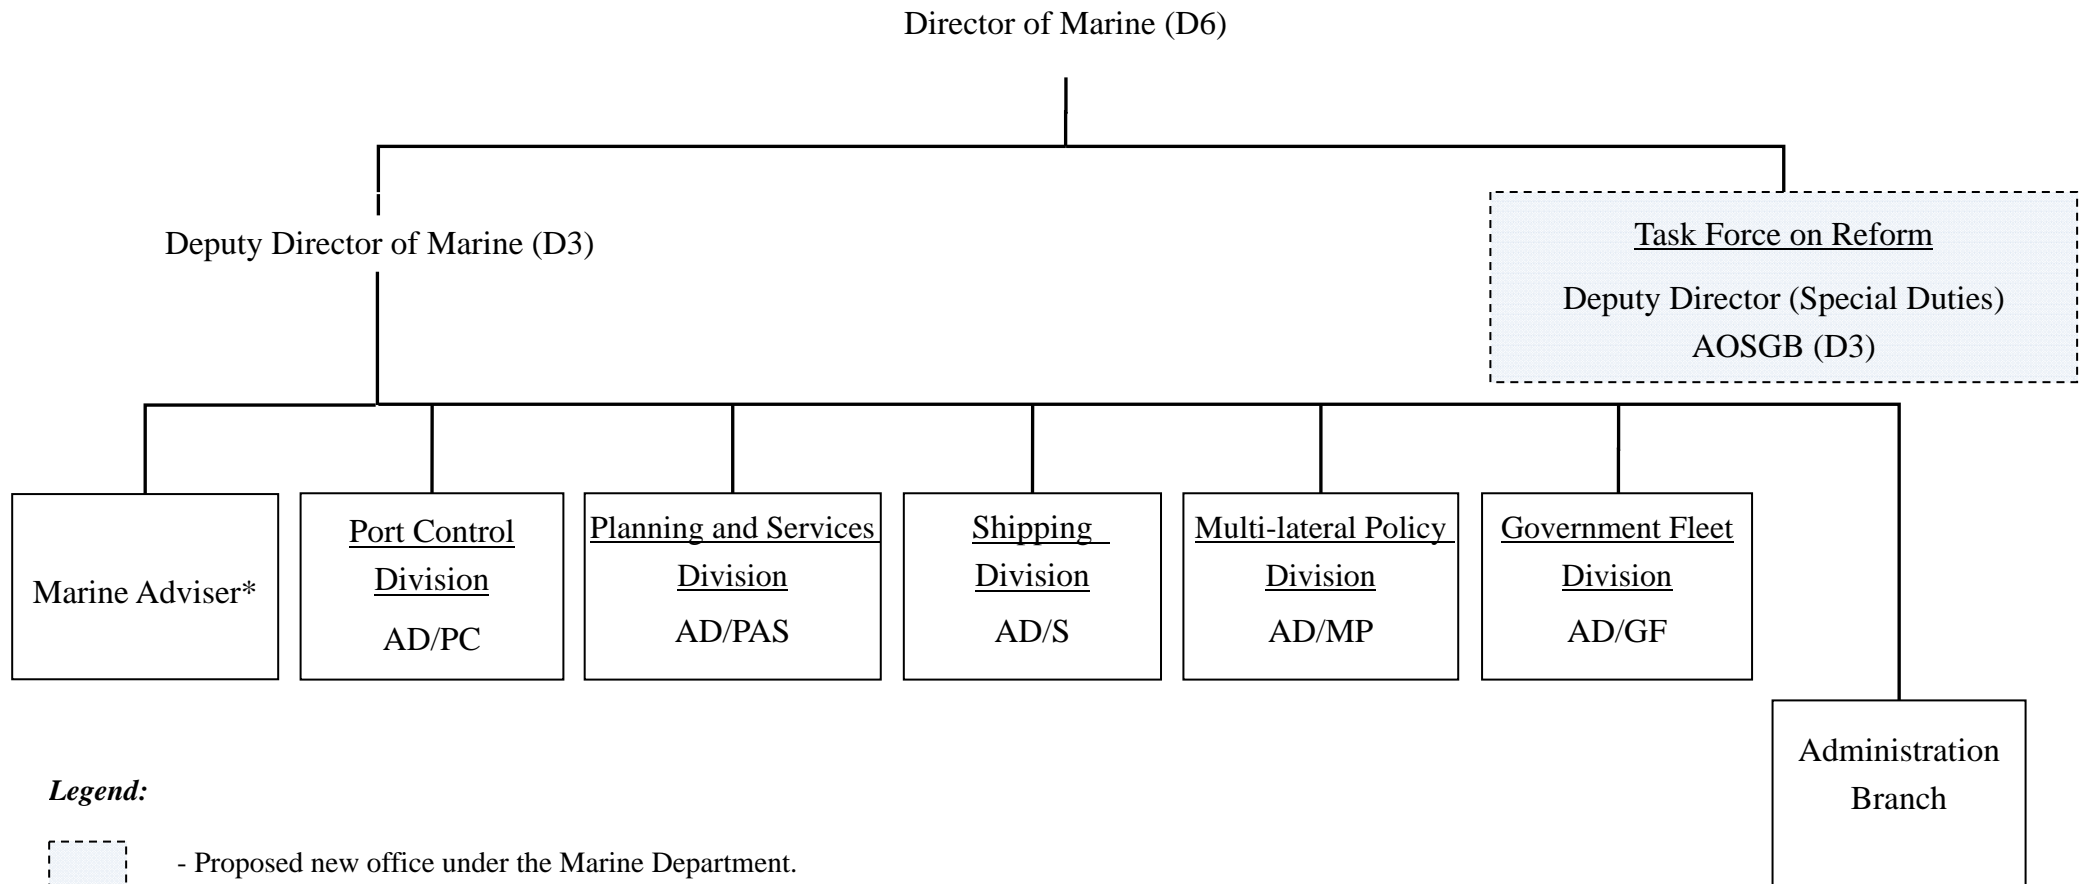 Director of Marine (D6)
Deputy Director of Marine (D3)
Task Force on Reform
Deputy Director (Special Duties)
AOSGB (D3)
Marine Adviser*
Port Control
Division
AD/PC
Planning and Services
Division
AD/PAS
Shipping
Division
AD/S
Multi-lateral Policy
Division
AD/MP
Government Fleet
Division
AD/GF
Administration
Branch
Legend:
- Proposed new office under the Marine Department.